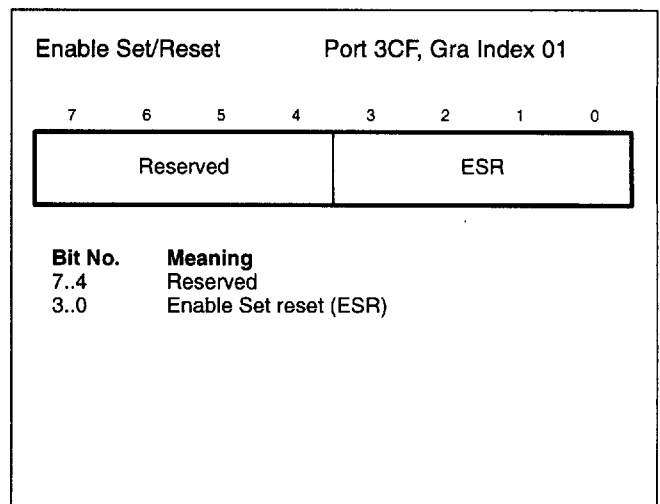 Enable Set/Reset Port 3CF, Gra Index 01
7 6 5 4 3 2 1 0
Reserved ESR
Bit No. Meaning
7..4 Reserved
3..0 Enable Set reset (ESR)